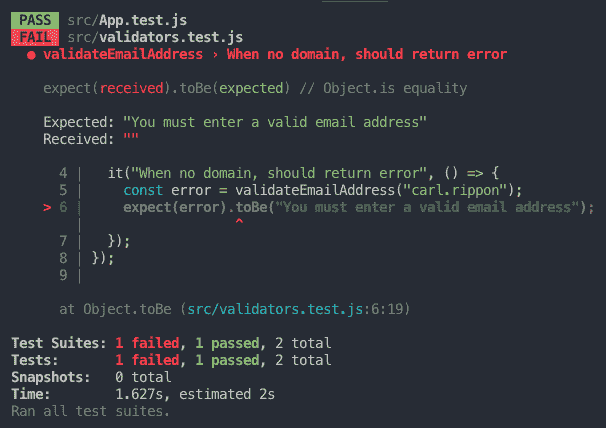 PASS src/App.test.js
FAIL src/validators.test.js
● validateEmailAddress › When no domain, should return error
expect(received).toBe(expected) // Object.is equality
Expected: "You must enter a valid email address"
Received: ""
4 | it("When no domain, should return error", () => {
5 | const error = validateEmailAddress("carl.rippon");
> 6 | expect(error).toBe("You must enter a valid email address");
| ^
7 | });
8 | });
9 |
at Object.toBe (src/validators.test.js:6:19)
Test Suites: 1 failed, 1 passed, 2 total
Tests: 1 failed, 1 passed, 2 total
Snapshots: 0 total
Time: 1.627s, estimated 2s
Ran all test suites.